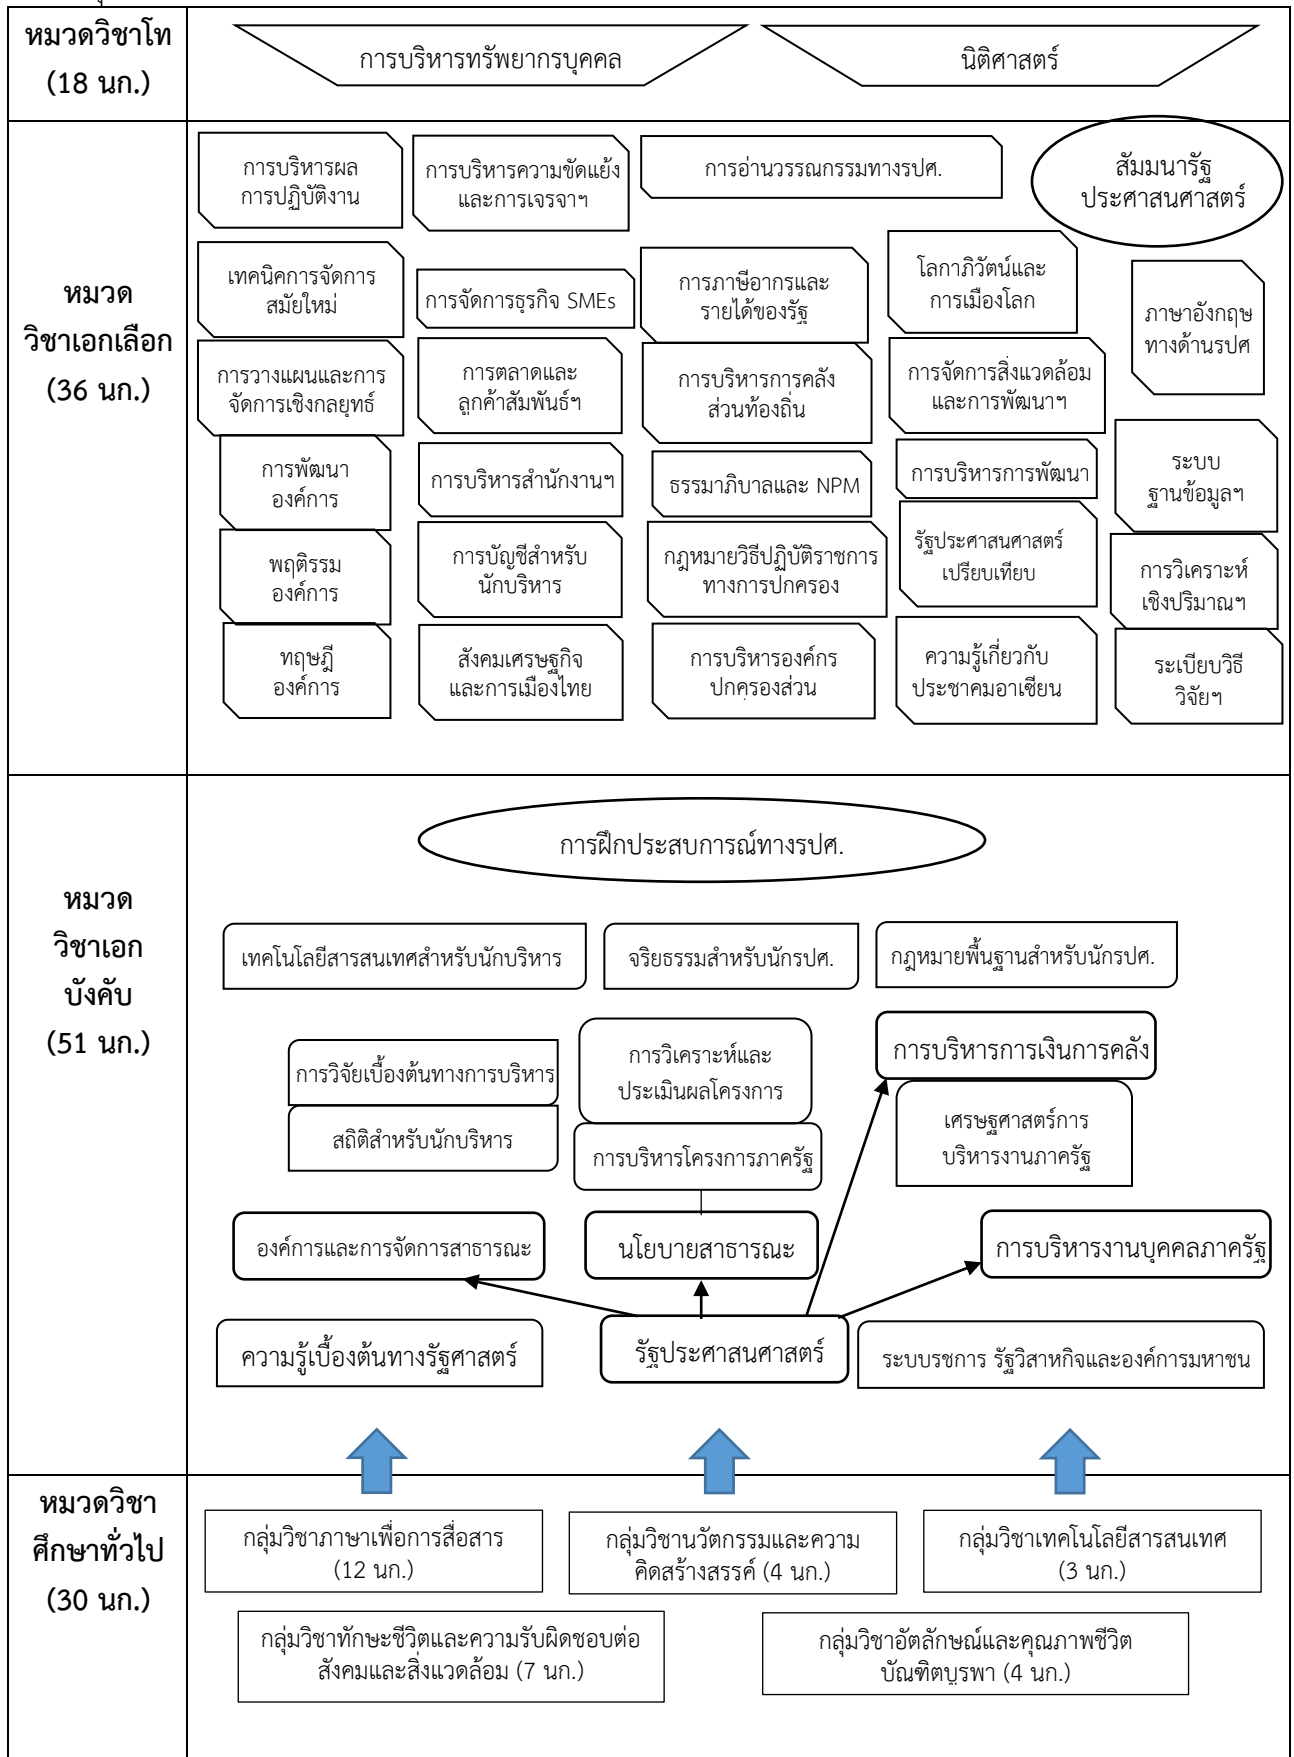 หมวดวิชาโท
(18 นก.)
การบริหารทรัพยากรบุคคล
นิติศาสตร์
หมวด
วิชาเอกเลือก
(36 นก.)
การบริหารผล
การปฏิบัติงาน
การบริหารความขัดแย้ง
และการเจรจาฯ
การอ่านวรรณกรรมทางรปศ.
สัมมนารัฐ
ประศาสนศาสตร์
เทคนิคการจัดการ
สมัยใหม่
การจัดการธุรกิจ SMEs
การภาษีอากรและ
รายได้ของรัฐ
โลกาภิวัตน์และ
การเมืองโลก
ภาษาอังกฤษ
ทางด้านรปศ.
การวางแผนและการ
จัดการเชิงกลยุทธ์
การตลาดและ
ลูกค้าสัมพันธ์ฯ
การบริหารการคลัง
ส่วนท้องถิ่น
การจัดการสิ่งแวดล้อม
และการพัฒนาฯ
การพัฒนา
องค์การ
การบริหารสำนักงานฯ
ธรรมาภิบาลและ NPM
การบริหารการพัฒนา
ระบบ
ฐานข้อมูลฯ
พฤติรรม
องค์การ
การบัญชีสำหรับ
นักบริหาร
กฎหมายวิธีปฏิบัติราชการ
ทางการปกครอง
รัฐประศาสนศาสตร์
เปรียบเทียบ
การวิเคราะห์
เชิงปริมาณฯ
ทฤษฎี
องค์การ
สังคมเศรษฐกิจ
และการเมืองไทย
การบริหารองค์กร
ปกครองส่วน
ความรู้เกี่ยวกับ
ประชาคมอาเซียน
ระเบียบวิธี
วิจัยฯ
หมวด
วิชาเอก
บังคับ
(51 นก.)
การฝึกประสบการณ์ทางรปศ.
เทคโนโลยีสารสนเทศสำหรับนักบริหาร
จริยธรรมสำหรับนักรปศ.
กฎหมายพื้นฐานสำหรับนักรปศ.
การวิจัยเบื้องต้นทางการบริหาร
การวิเคราะห์และ
ประเมินผลโครงการ
การบริหารการเงินการคลัง
สถิติสำหรับนักบริหาร
การบริหารโครงการภาครัฐ
เศรษฐศาสตร์การ
บริหารงานภาครัฐ
องค์การและการจัดการสาธารณะ
นโยบายสาธารณะ
การบริหารงานบุคคลภาครัฐ
ความรู้เบื้องต้นทางรัฐศาสตร์
รัฐประศาสนศาสตร์
ระบบรชการ รัฐวิสาหกิจและองค์การมหาชน
หมวดวิชา
ศึกษาทั่วไป
(30 นก.)
กลุ่มวิชาภาษาเพื่อการสื่อสาร
(12 นก.)
กลุ่มวิชานวัตกรรมและความ
คิดสร้างสรรค์ (4 นก.)
กลุ่มวิชาเทคโนโลยีสารสนเทศ
(3 นก.)
กลุ่มวิชาทักษะชีวิตและความรับผิดชอบต่อ
สังคมและสิ่งแวดล้อม (7 นก.)
กลุ่มวิชาอัตลักษณ์และคุณภาพชีวิต
บัณฑิตบูรพา (4 นก.)